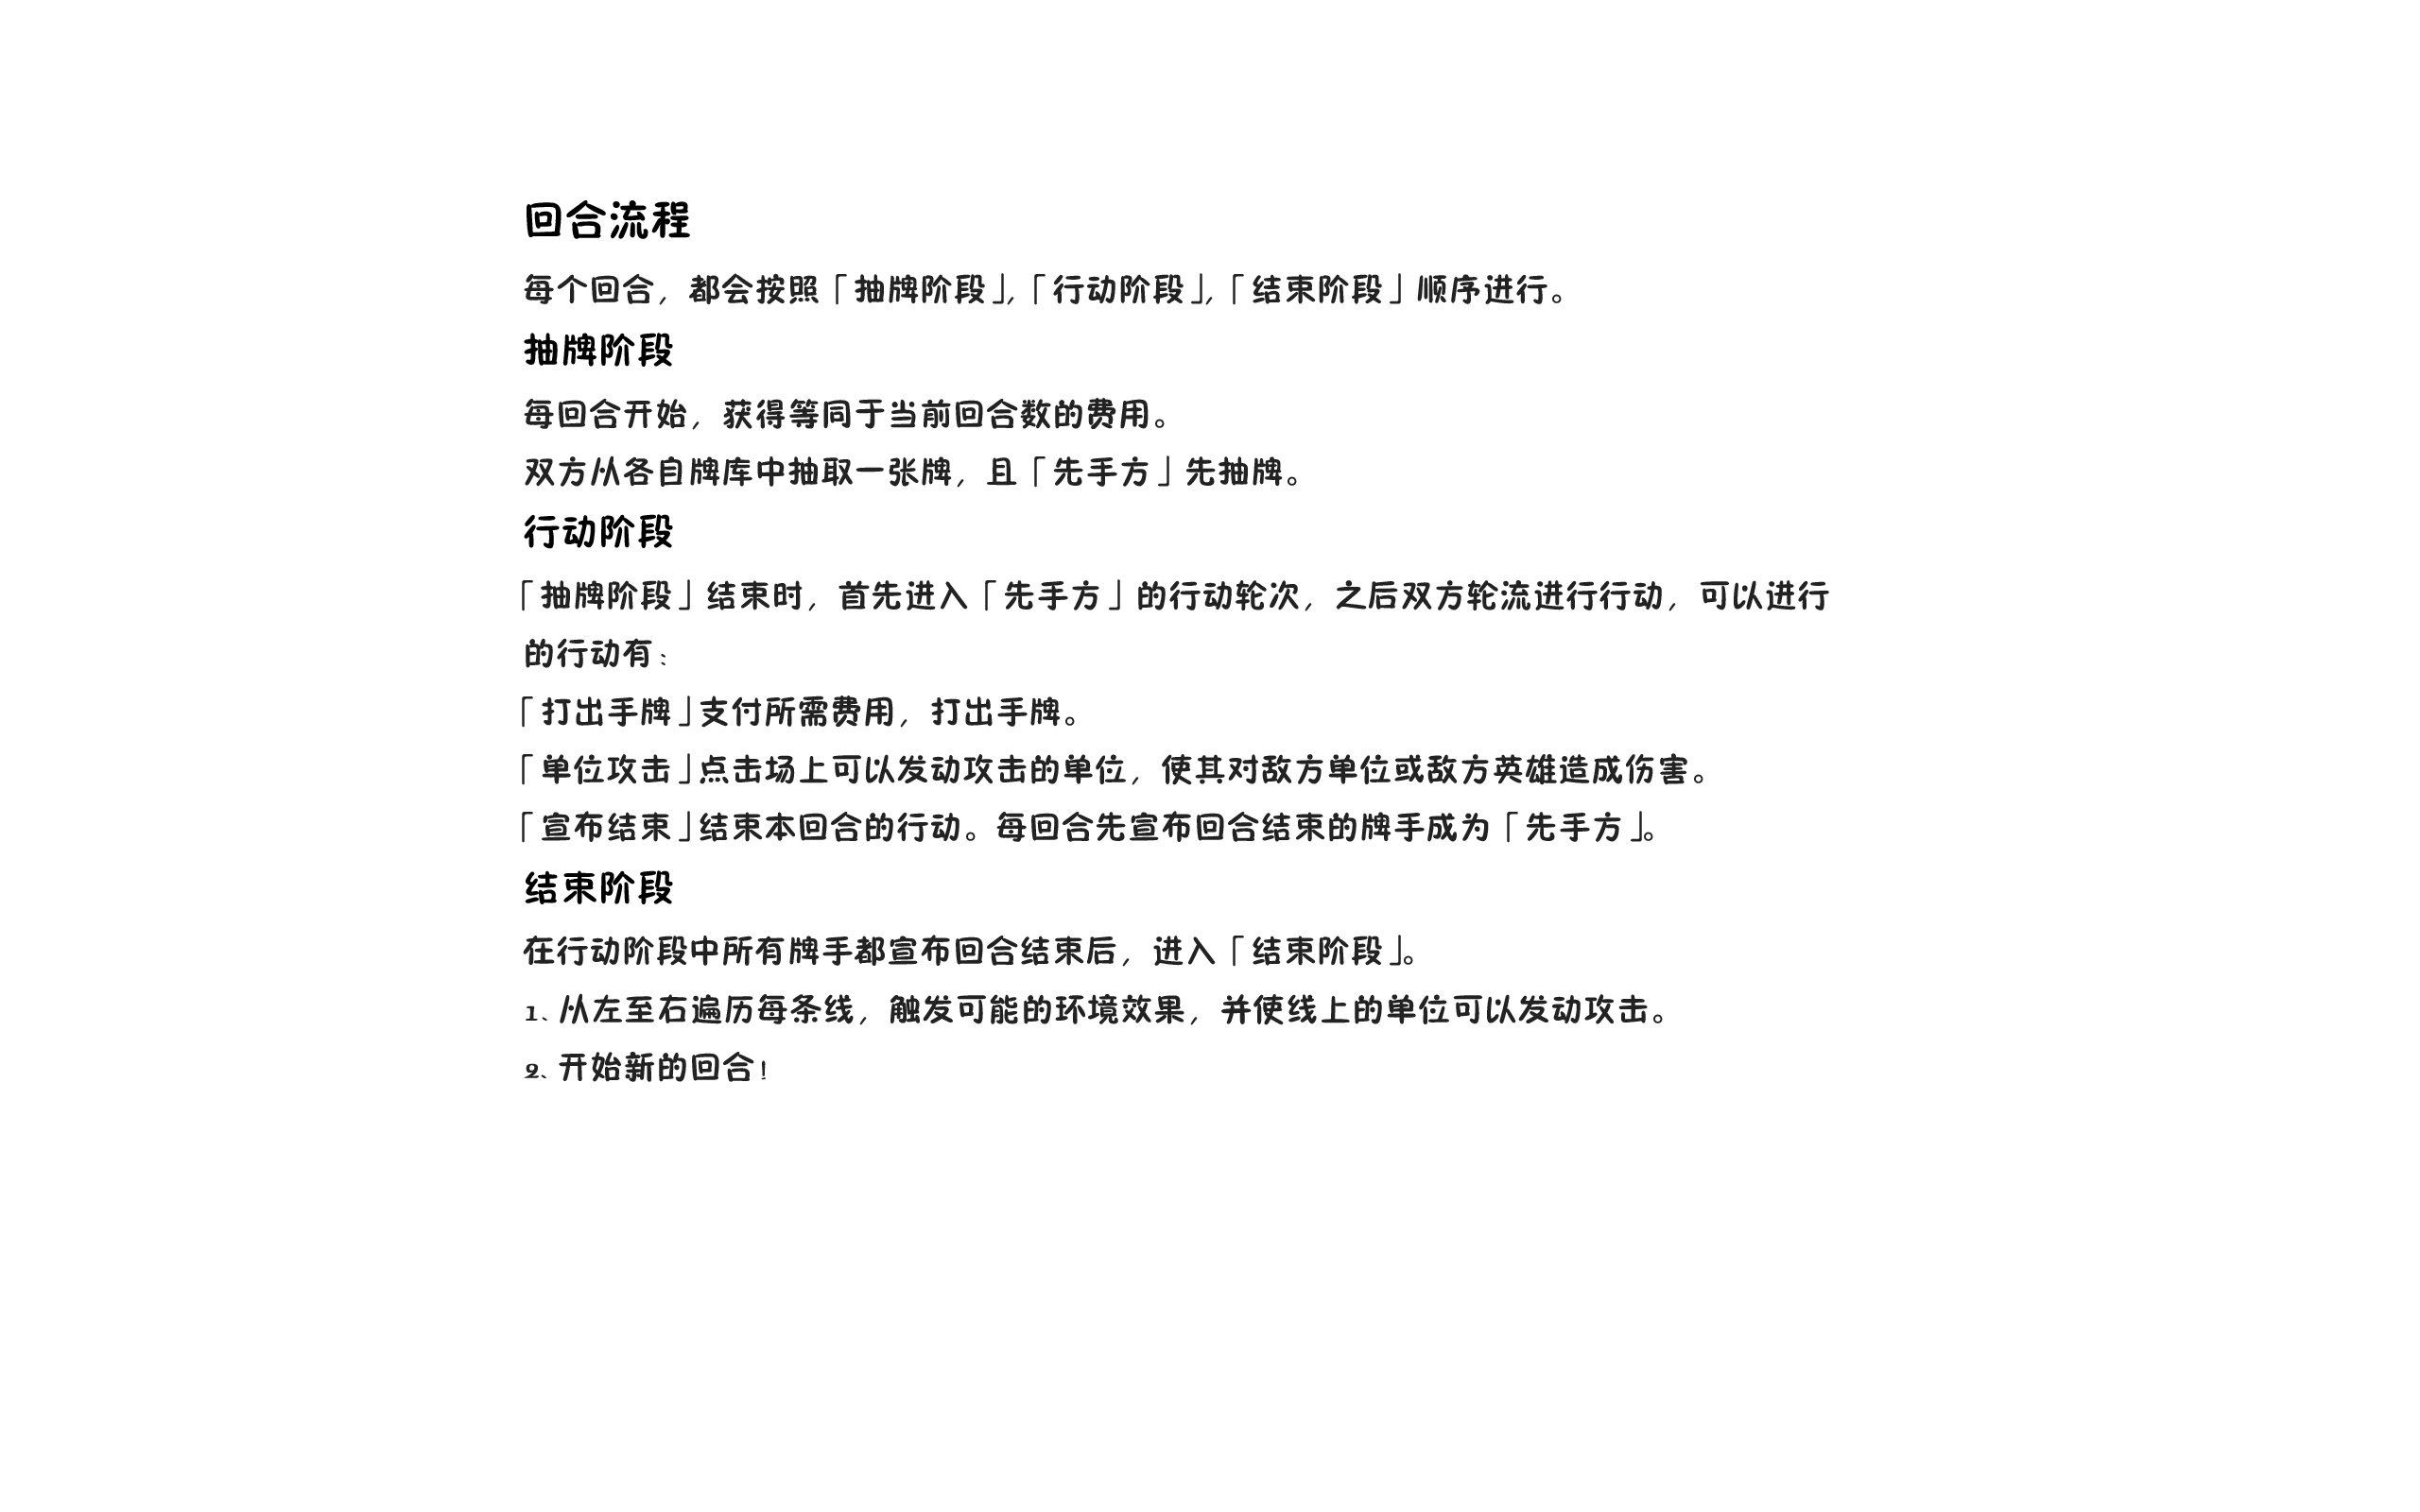 回合流程
每个回合，都会按照「抽牌阶段」,「行动阶段」,「结束阶段」顺序进行。
抽牌阶段
每回合开始，获得等同于当前回合数的费用。
双方从各自牌库中抽取一张牌，且「先手方」先抽牌。
行动阶段
「抽牌阶段」结束时，首先进入「先手方」的行动轮次，之后双方轮流进行行动，可以进行
的行动有：
「打出手牌」支付所需费用，打出手牌。
「单位攻击」点击场上可以发动攻击的单位，使其对敌方单位或敌方英雄造成伤害。
「宣布结束」结束本回合的行动。每回合先宣布回合结束的牌手成为「先手方」。
结束阶段
在行动阶段中所有牌手都宣布回合结束后，进入「结束阶段」。
1、从左至右遍历每条线，触发可能的环境效果，并使线上的单位可以发动攻击。
2、开始新的回合！